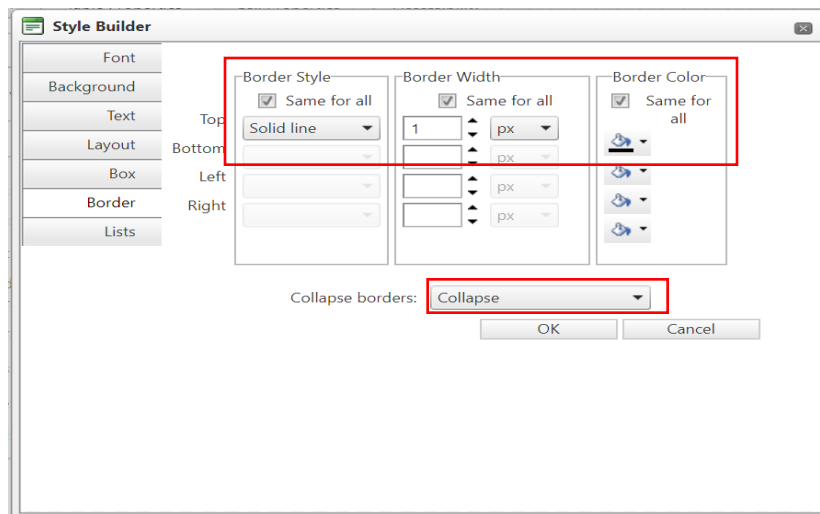 Style Builder
Font
Background
Text
Layout
Box
Border
Lists
Border Style
Border Width
Border Color
Same for all
Same for all
Same for
all
Top
Solid line
1
px
Bottom
px
Left
px
Right
px
Collapse borders:
Collapse
OK
Cancel